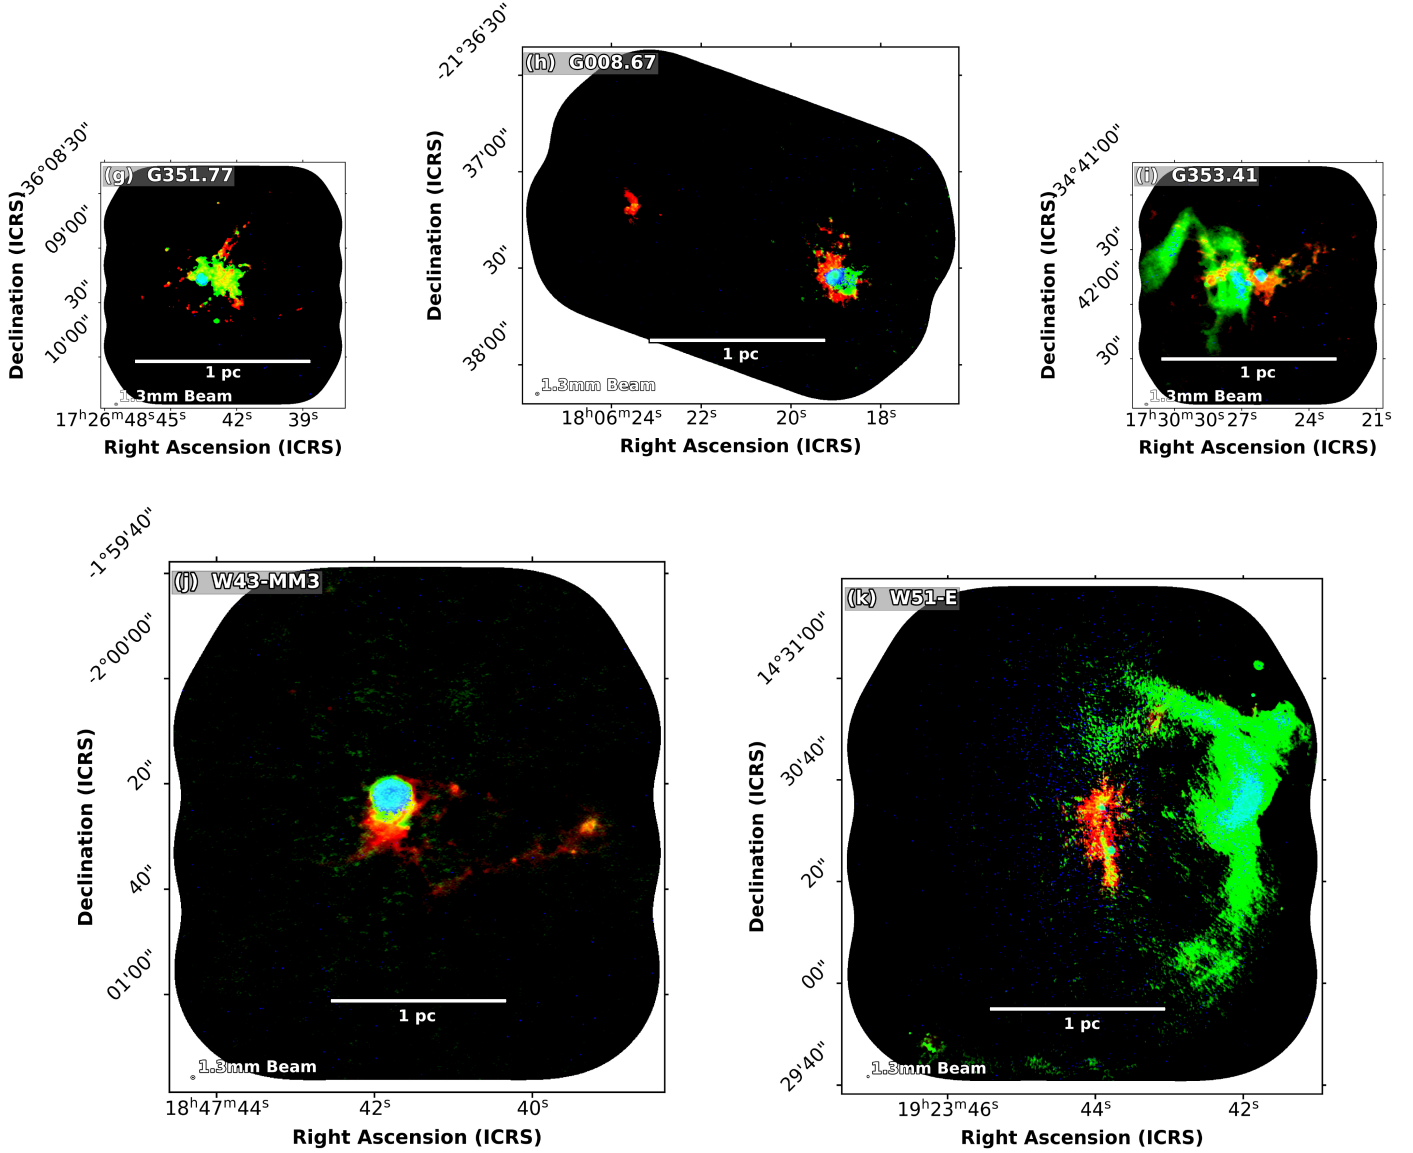 (g) G351.77
36°08'30"
09'00"
30"
10'00"
Declination (ICRS)
1 pc
1.3mm Beam
17ʰ26ᵐ48ˢ 45ˢ 42ˢ 39ˢ
Right Ascension (ICRS)
(h) G008.67
-21°36'30"
37'00"
30"
38'00"
Declination (ICRS)
1 pc
1.3mm Beam
18ʰ06ᵐ24ˢ 22ˢ 20ˢ 18ˢ
Right Ascension (ICRS)
(i) G353.41
-34°41'00"
30"
42'00"
30"
Declination (ICRS)
1 pc
1.3mm Beam
17ʰ30ᵐ30ˢ 27ˢ 24ˢ 21ˢ
Right Ascension (ICRS)
(j) W43-MM3
-1°59'40"
-2°00'00"
20"
40"
01'00"
Declination (ICRS)
1 pc
1.3mm Beam
18ʰ47ᵐ44ˢ 42ˢ 40ˢ
Right Ascension (ICRS)
(k) W51-E
14°31'00"
30'40"
20"
00"
29'40"
Declination (ICRS)
1 pc
1.3mm Beam
19ʰ23ᵐ46ˢ 44ˢ 42ˢ
Right Ascension (ICRS)